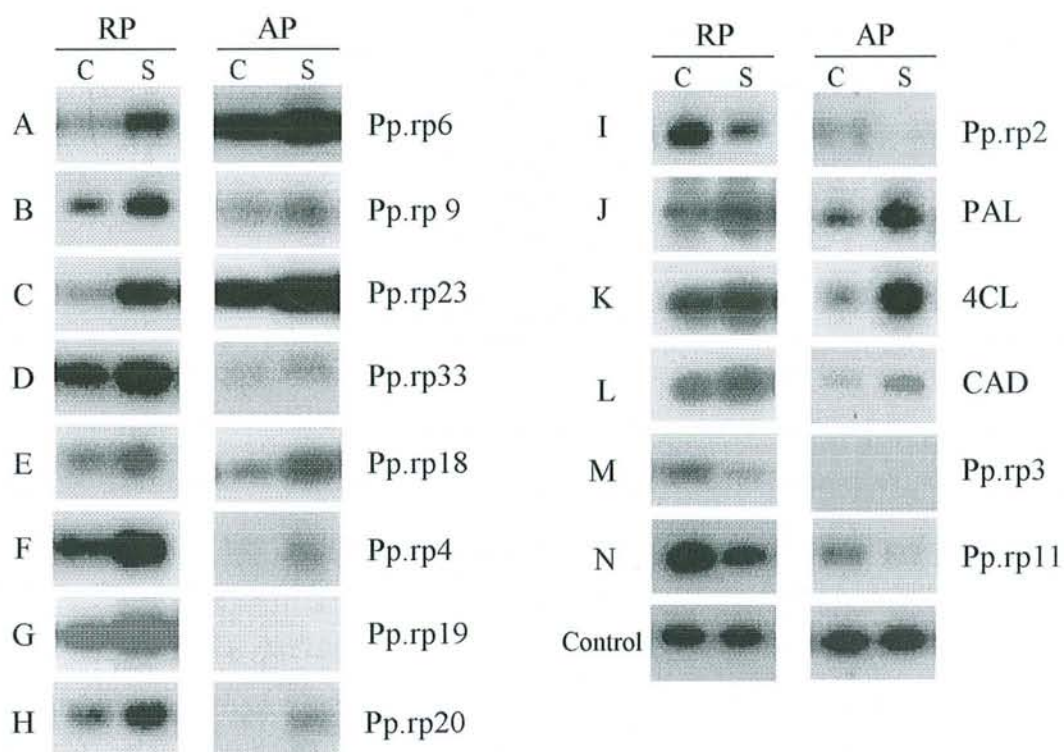 RP AP
C S C S
A Pp.rp6
B Pp.rp 9
C Pp.rp23
D Pp.rp33
E Pp.rp18
F Pp.rp4
G Pp.rp19
H Pp.rp20
RP AP
C S C S
I Pp.rp2
J PAL
K 4CL
L CAD
M Pp.rp3
N Pp.rp11
Control